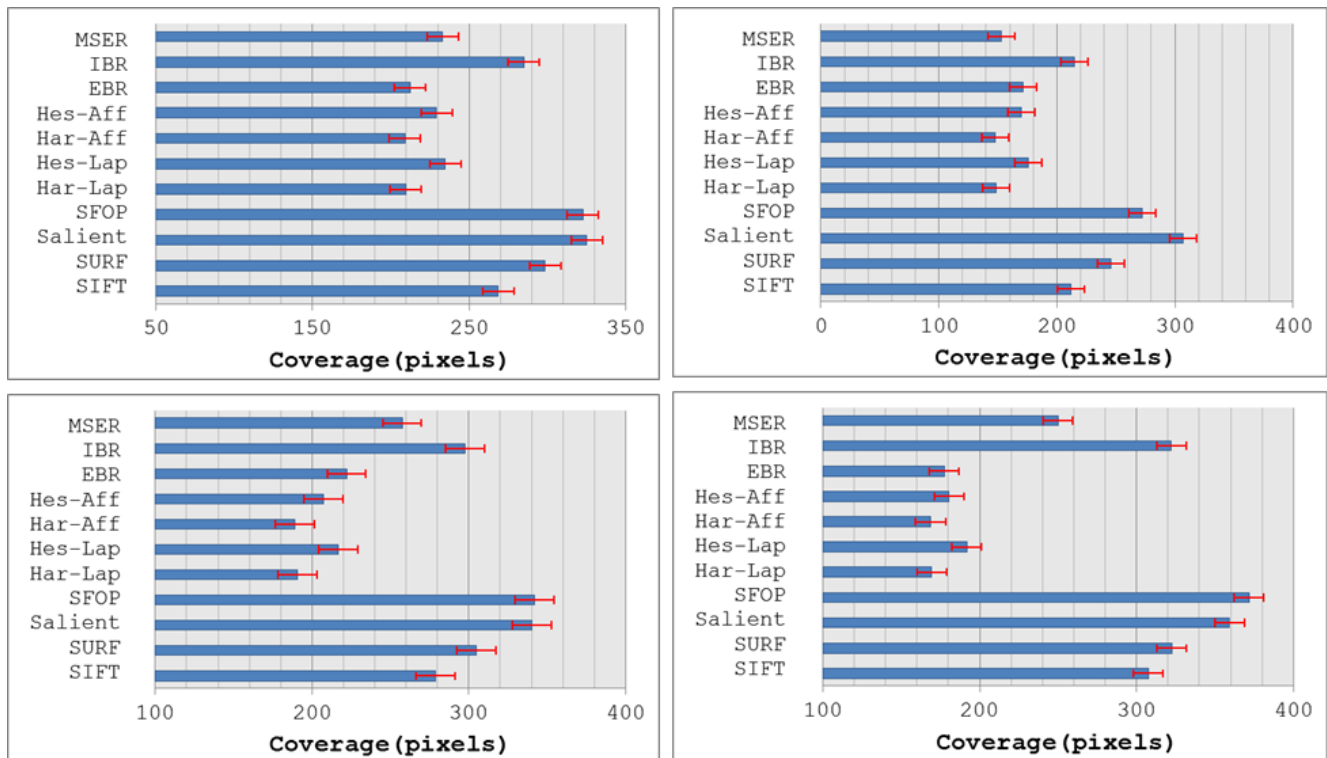 MSER
IBR
EBR
Hes-Aff
Har-Aff
Hes-Lap
Har-Lap
SFOP
Salient
SURF
SIFT
50 150 250 350
Coverage(pixels)
MSER
IBR
EBR
Hes-Aff
Har-Aff
Hes-Lap
Har-Lap
SFOP
Salient
SURF
SIFT
0 100 200 300 400
Coverage(pixels)
MSER
IBR
EBR
Hes-Aff
Har-Aff
Hes-Lap
Har-Lap
SFOP
Salient
SURF
SIFT
100 200 300 400
Coverage(pixels)
MSER
IBR
EBR
Hes-Aff
Har-Aff
Hes-Lap
Har-Lap
SFOP
Salient
SURF
SIFT
100 200 300 400
Coverage(pixels)